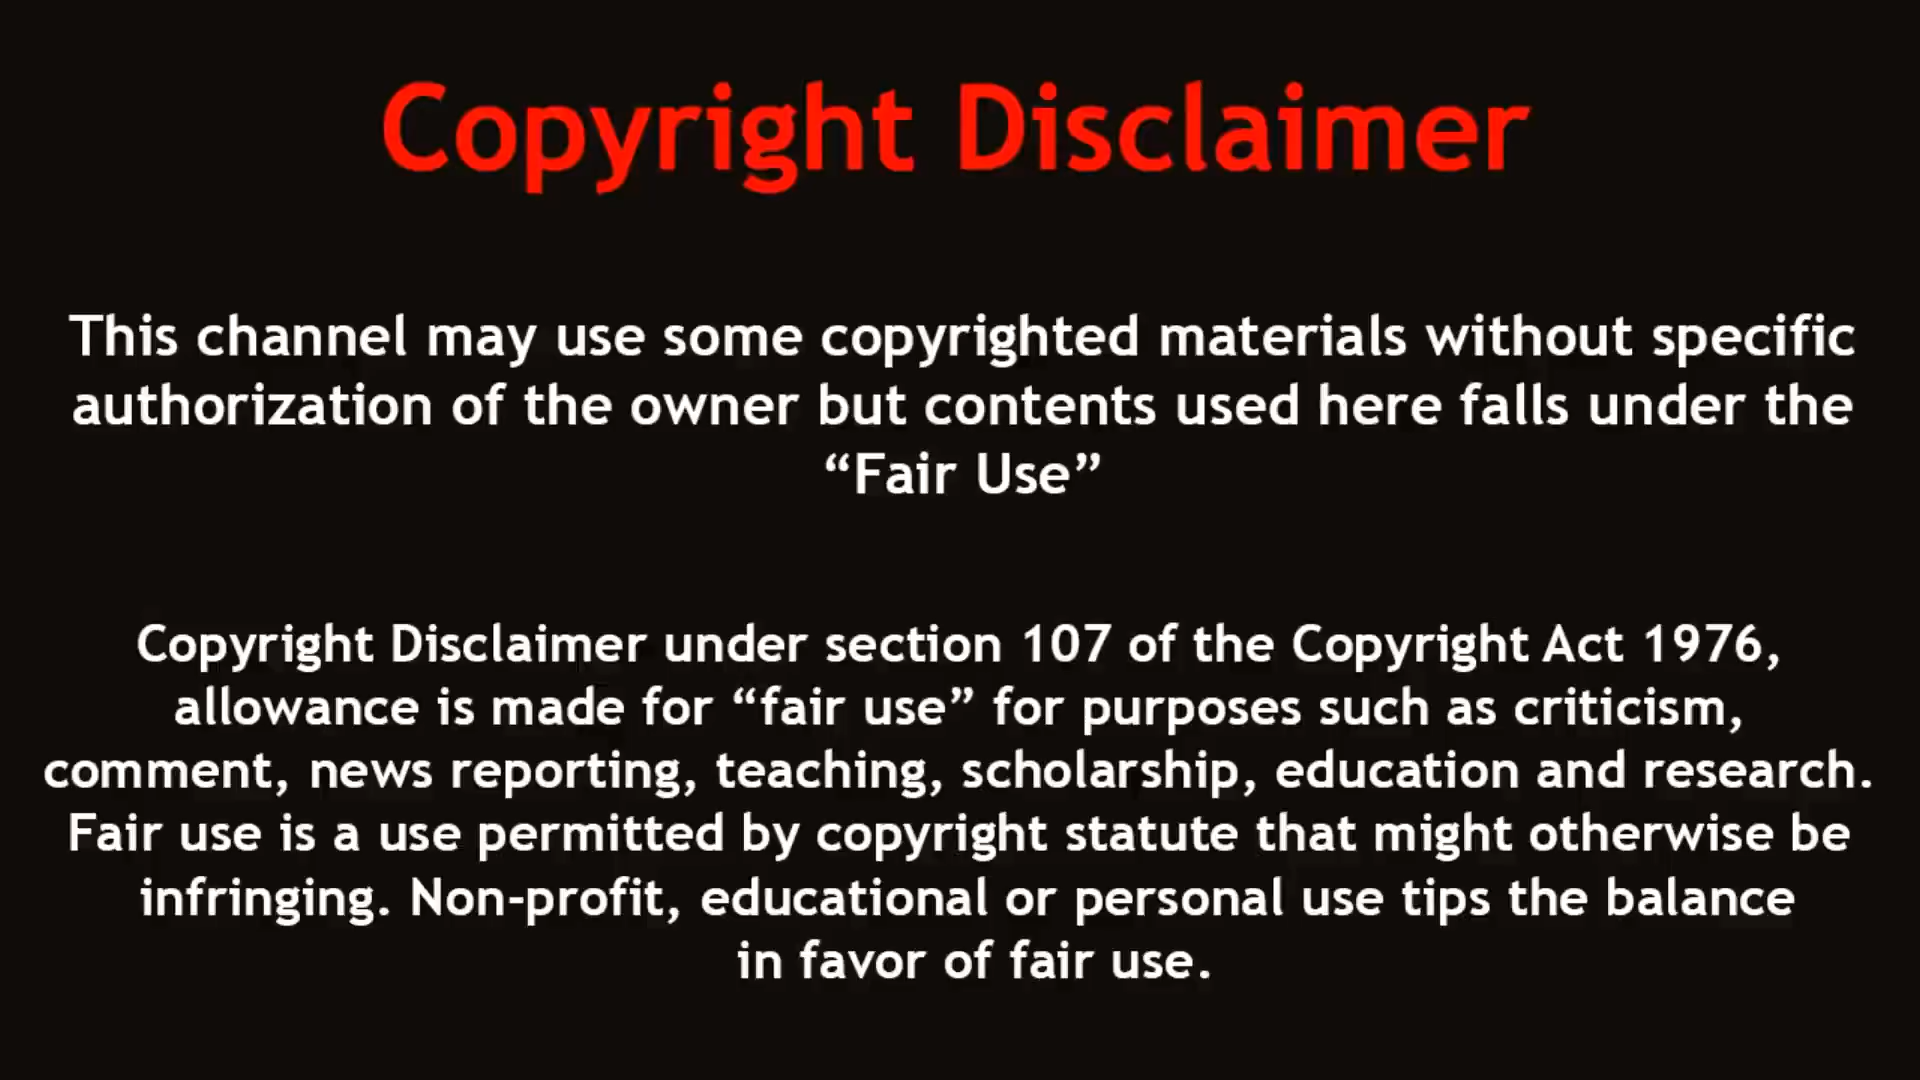 Copyright Disclaimer
This channel may use some copyrighted materials without specific
authorization of the owner but contents used here falls under the
“Fair Use”
Copyright Disclaimer under section 107 of the Copyright Act 1976,
allowance is made for “fair use” for purposes such as criticism,
comment, news reporting, teaching, scholarship, education and research.
Fair use is a use permitted by copyright statute that might otherwise be
infringing. Non-profit, educational or personal use tips the balance
in favor of fair use.